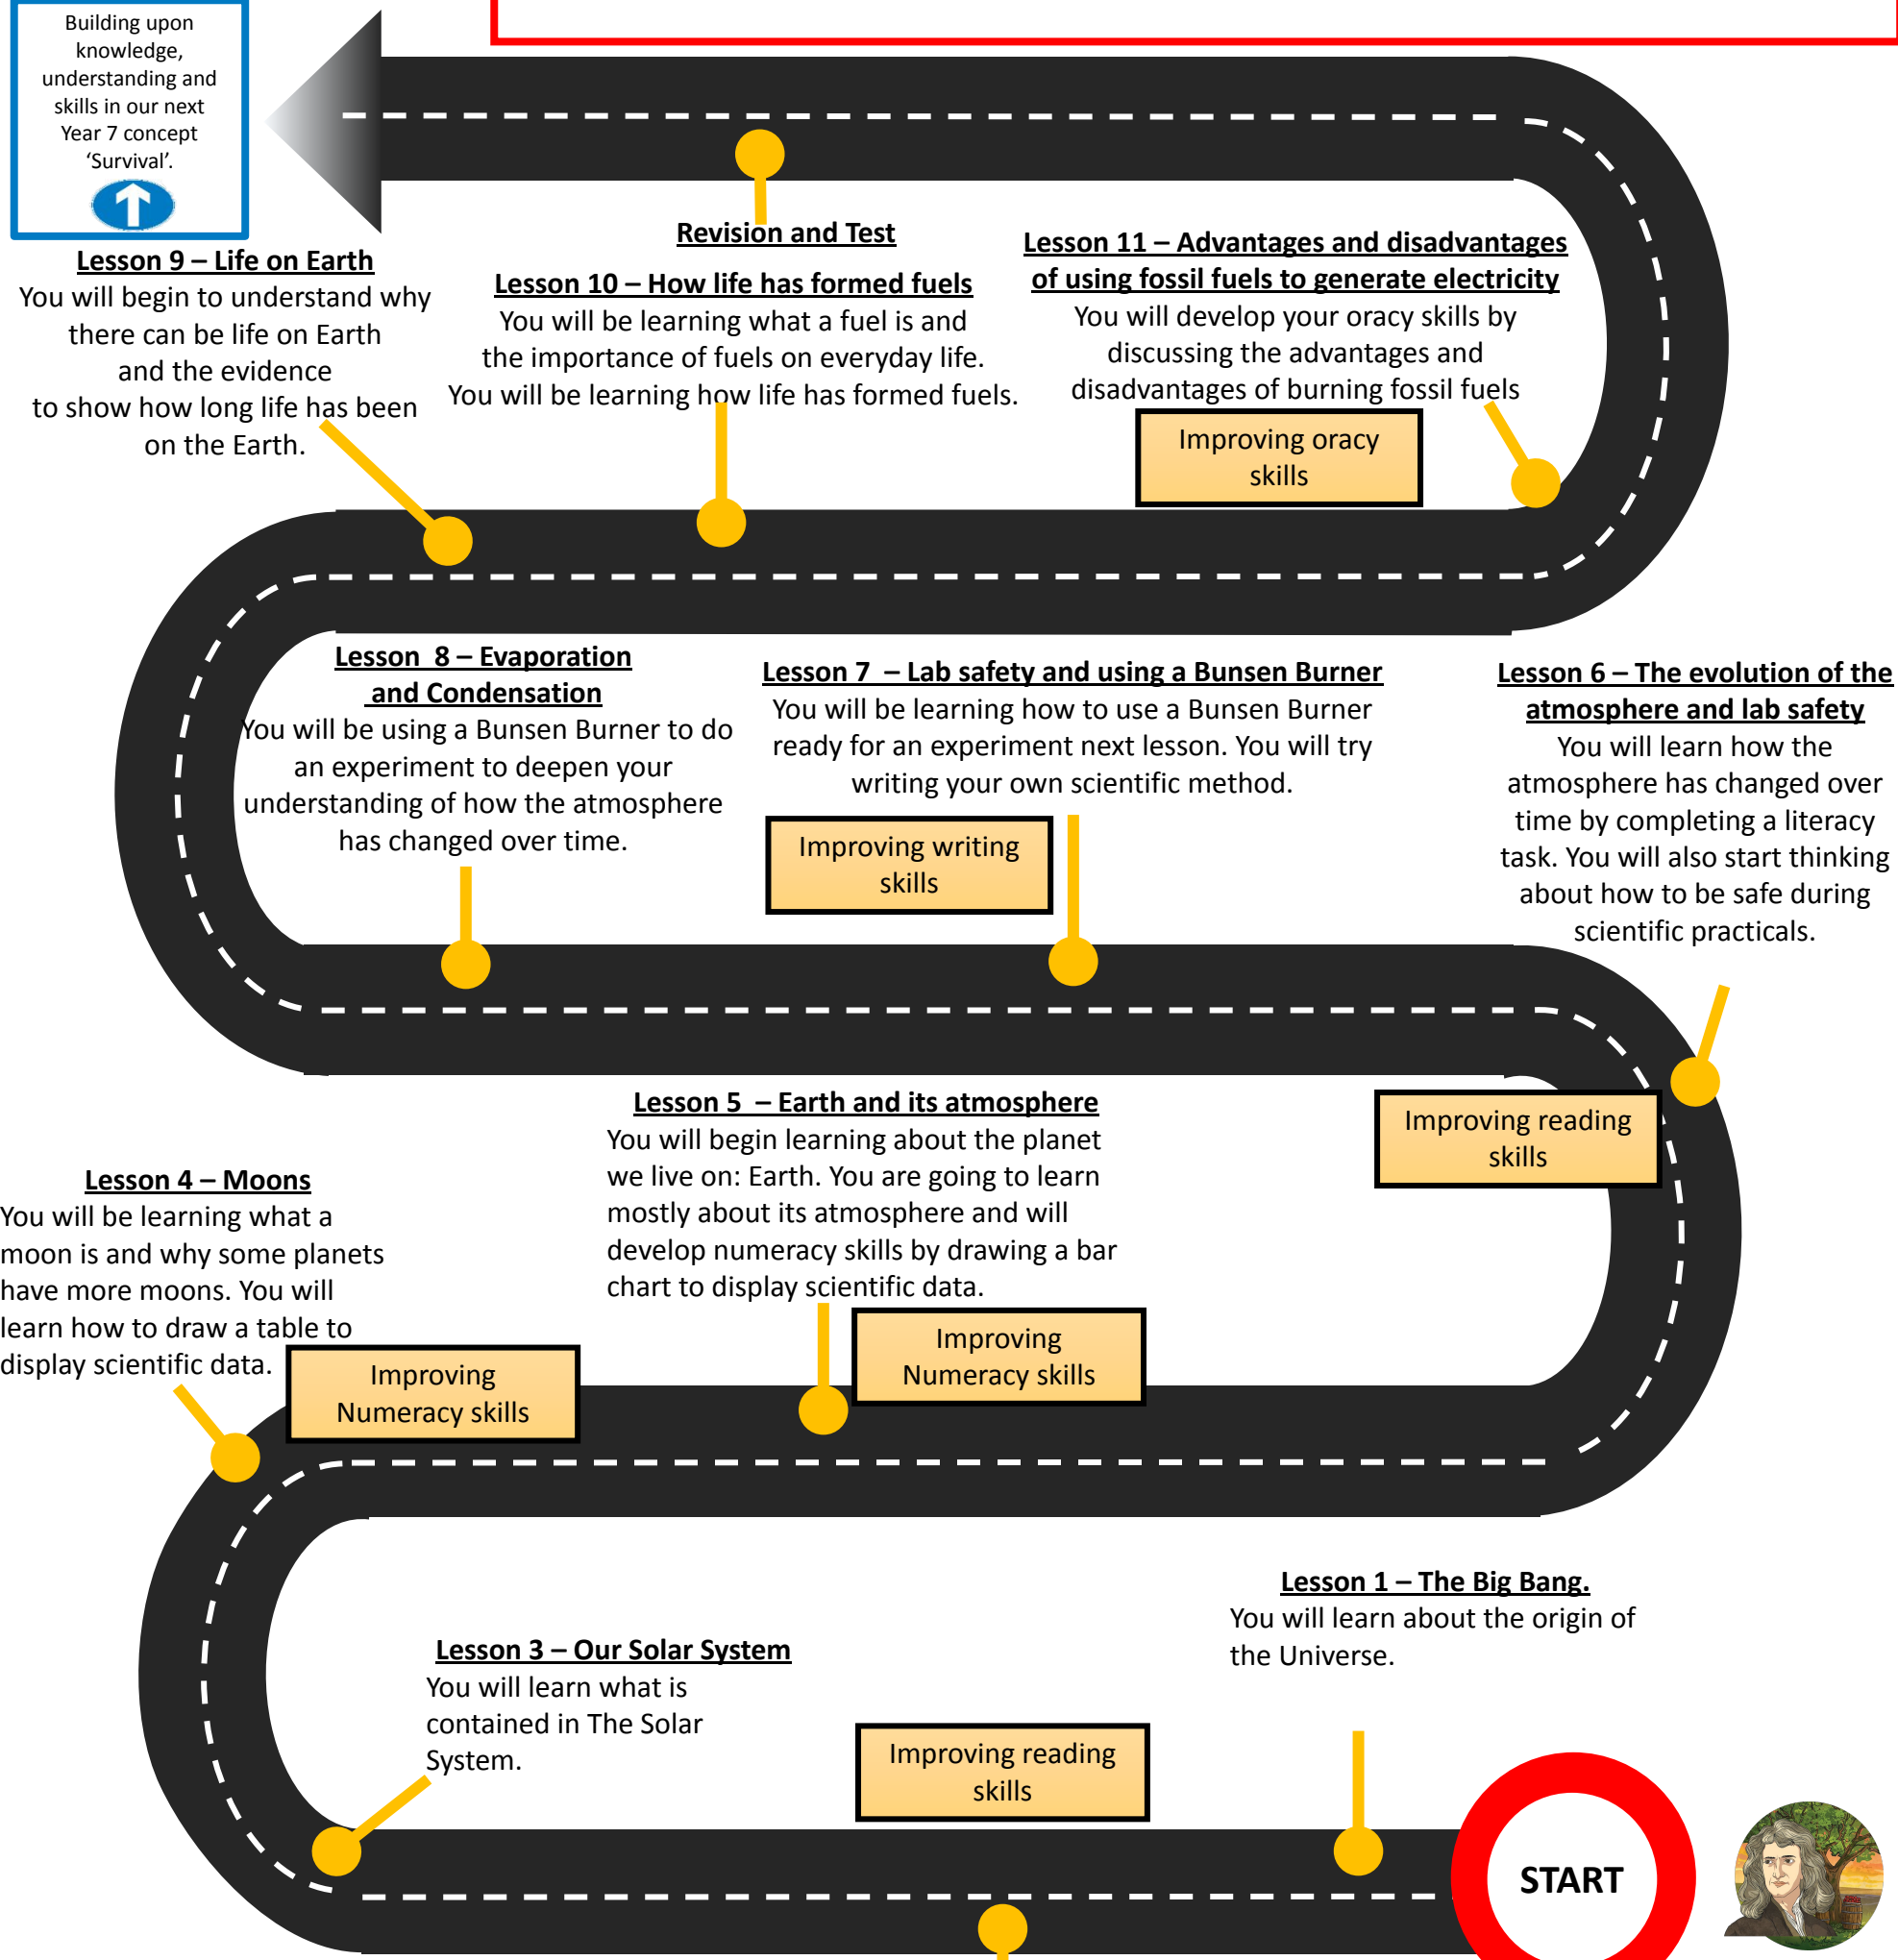 Building upon
knowledge,
understanding and
skills in our next
Year 7 concept
‘Survival’.
Revision and Test
Lesson 9 – Life on Earth
You will begin to understand why
there can be life on Earth
and the evidence
to show how long life has been
on the Earth.
Lesson 10 – How life has formed fuels
You will be learning what a fuel is and
the importance of fuels on everyday life.
You will be learning how life has formed fuels.
Lesson 11 – Advantages and disadvantages
of using fossil fuels to generate electricity
You will develop your oracy skills by
discussing the advantages and
disadvantages of burning fossil fuels
Improving oracy
skills
Lesson  8 – Evaporation
and Condensation
You will be using a Bunsen Burner to do
an experiment to deepen your
understanding of how the atmosphere
has changed over time.
Lesson 7  – Lab safety and using a Bunsen Burner
You will be learning how to use a Bunsen Burner
ready for an experiment next lesson. You will try
writing your own scientific method.
Improving writing
skills
Lesson 6 – The evolution of the
atmosphere and lab safety
You will learn how the
atmosphere has changed over
time by completing a literacy
task. You will also start thinking
about how to be safe during
scientific practicals.
Improving reading
skills
Lesson 5  – Earth and its atmosphere
You will begin learning about the planet
we live on: Earth. You are going to learn
mostly about its atmosphere and will
develop numeracy skills by drawing a bar
chart to display scientific data.
Improving
Numeracy skills
Lesson 4 – Moons
You will be learning what a
moon is and why some planets
have more moons. You will
learn how to draw a table to
display scientific data.
Improving
Numeracy skills
Lesson 1 – The Big Bang.
You will learn about the origin of
the Universe.
Lesson 3 – Our Solar System
You will learn what is
contained in The Solar
System.
Improving reading
skills
START